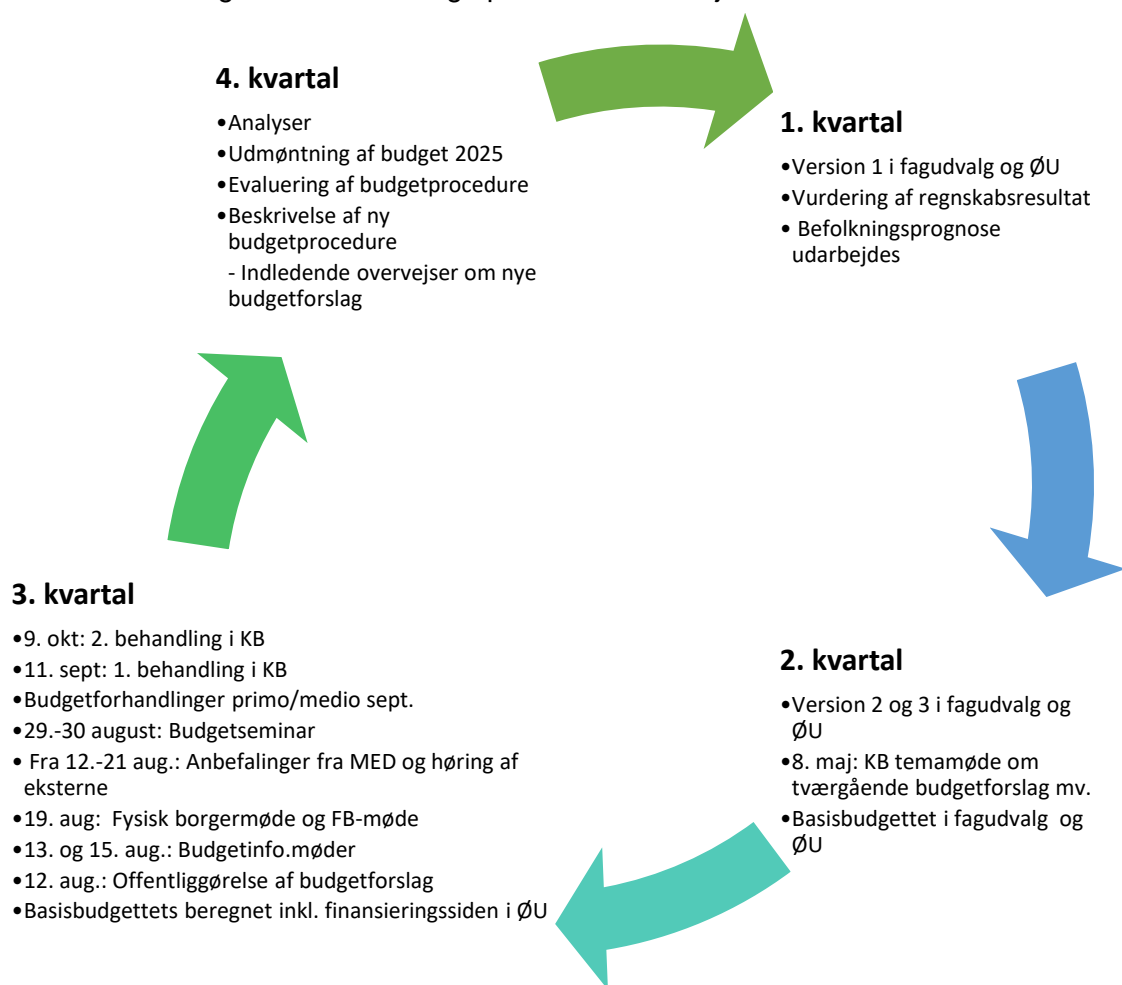 4. kvartal
•Analyser
•Udmøntning af budget 2025
•Evaluering af budgetprocedure
•Beskrivelse af ny
budgetprocedure
- Indledende overvejser om nye
budgetforslag
1. kvartal
•Version 1 i fagudvalg og ØU
•Vurdering af regnskabsresultat
• Befolkningsprognose
udarbejdes
2. kvartal
•Version 2 og 3 i fagudvalg og
ØU
•8. maj: KB temamøde om
tværgående budgetforslag mv.
•Basisbudgettet i fagudvalg og
ØU
3. kvartal
•9. okt: 2. behandling i KB
•11. sept: 1. behandling i KB
•Budgetforhandlinger primo/medio sept.
•29.-30 august: Budgetseminar
• Fra 12.-21 aug.: Anbefalinger fra MED og høring af
eksterne
•19. aug: Fysisk borgermøde og FB-møde
•13. og 15. aug.: Budgetinfo.møder
•12. aug.: Offentliggørelse af budgetforslag
•Basisbudgettets beregnet inkl. finansieringssiden i ØU